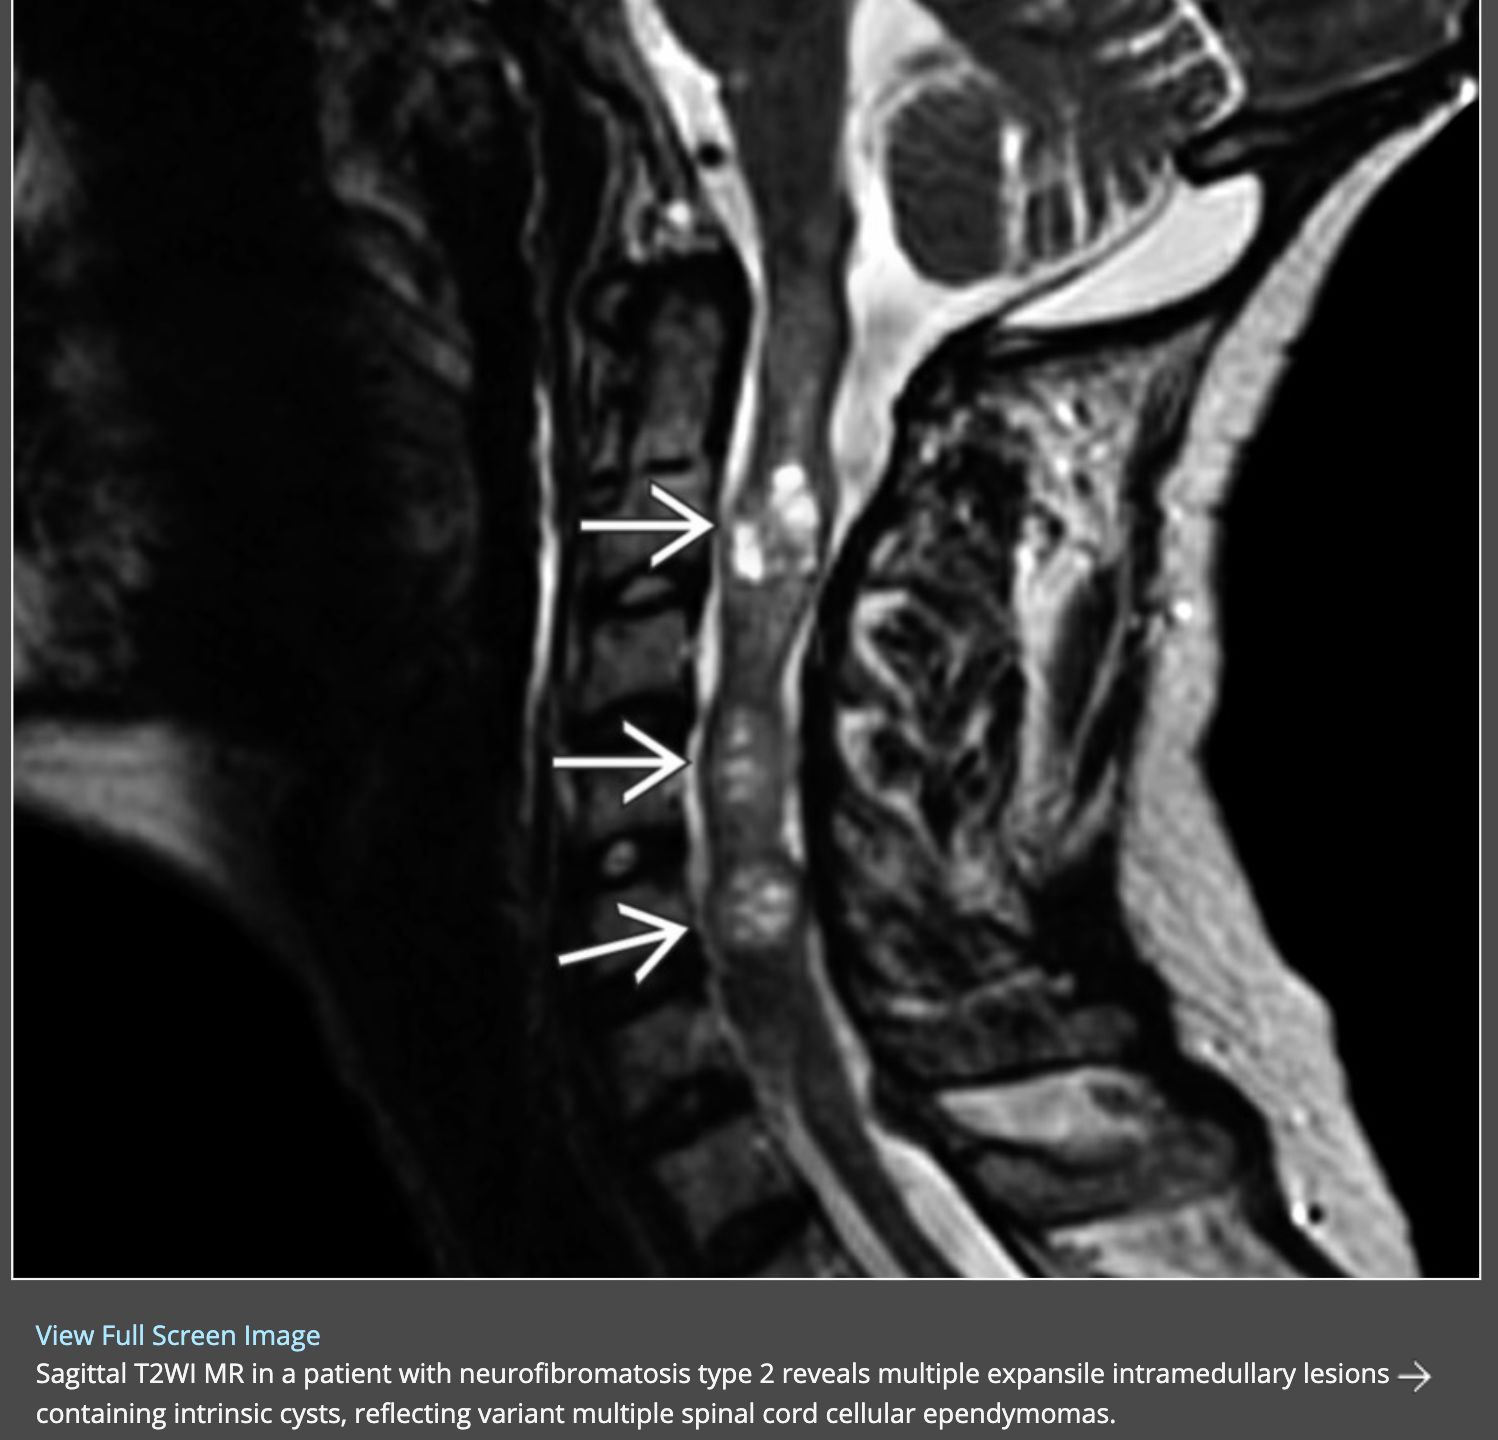 View Full Screen Image
Sagittal T2WI MR in a patient with neurofibromatosis type 2 reveals multiple expansile intramedullary lesions →
containing intrinsic cysts, reflecting variant multiple spinal cord cellular ependymomas.